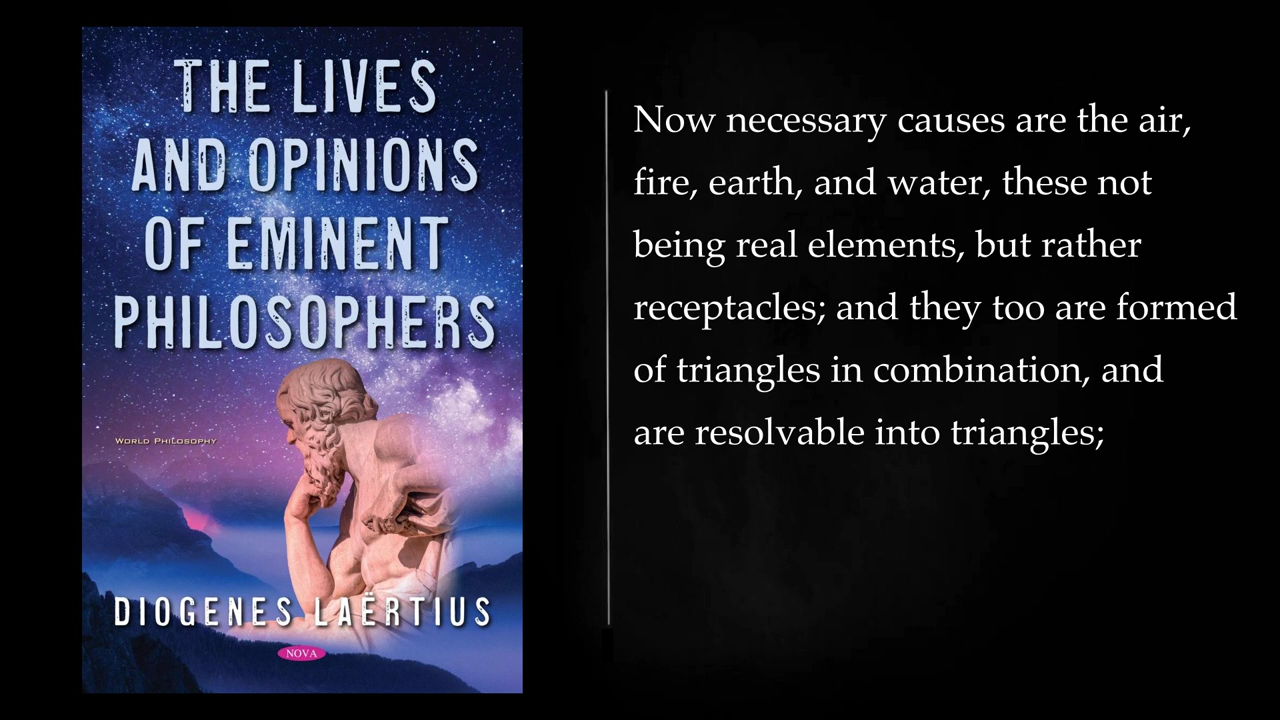 THE LIVES
AND OPINIONS
OF EMINENT
PHILOSOPHERS
WORLD PHILOSOPHY
DIOGENES LAËRTIUS
NOVA
Now necessary causes are the air,
fire, earth, and water, these not
being real elements, but rather
receptacles; and they too are formed
of triangles in combination, and
are resolvable into triangles;